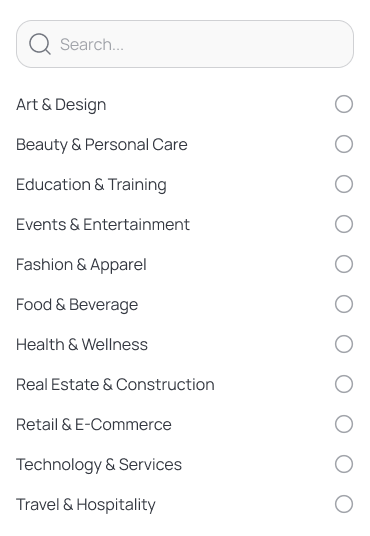 Search...
Art & Design
Beauty & Personal Care
Education & Training
Events & Entertainment
Fashion & Apparel
Food & Beverage
Health & Wellness
Real Estate & Construction
Retail & E-Commerce
Technology & Services
Travel & Hospitality